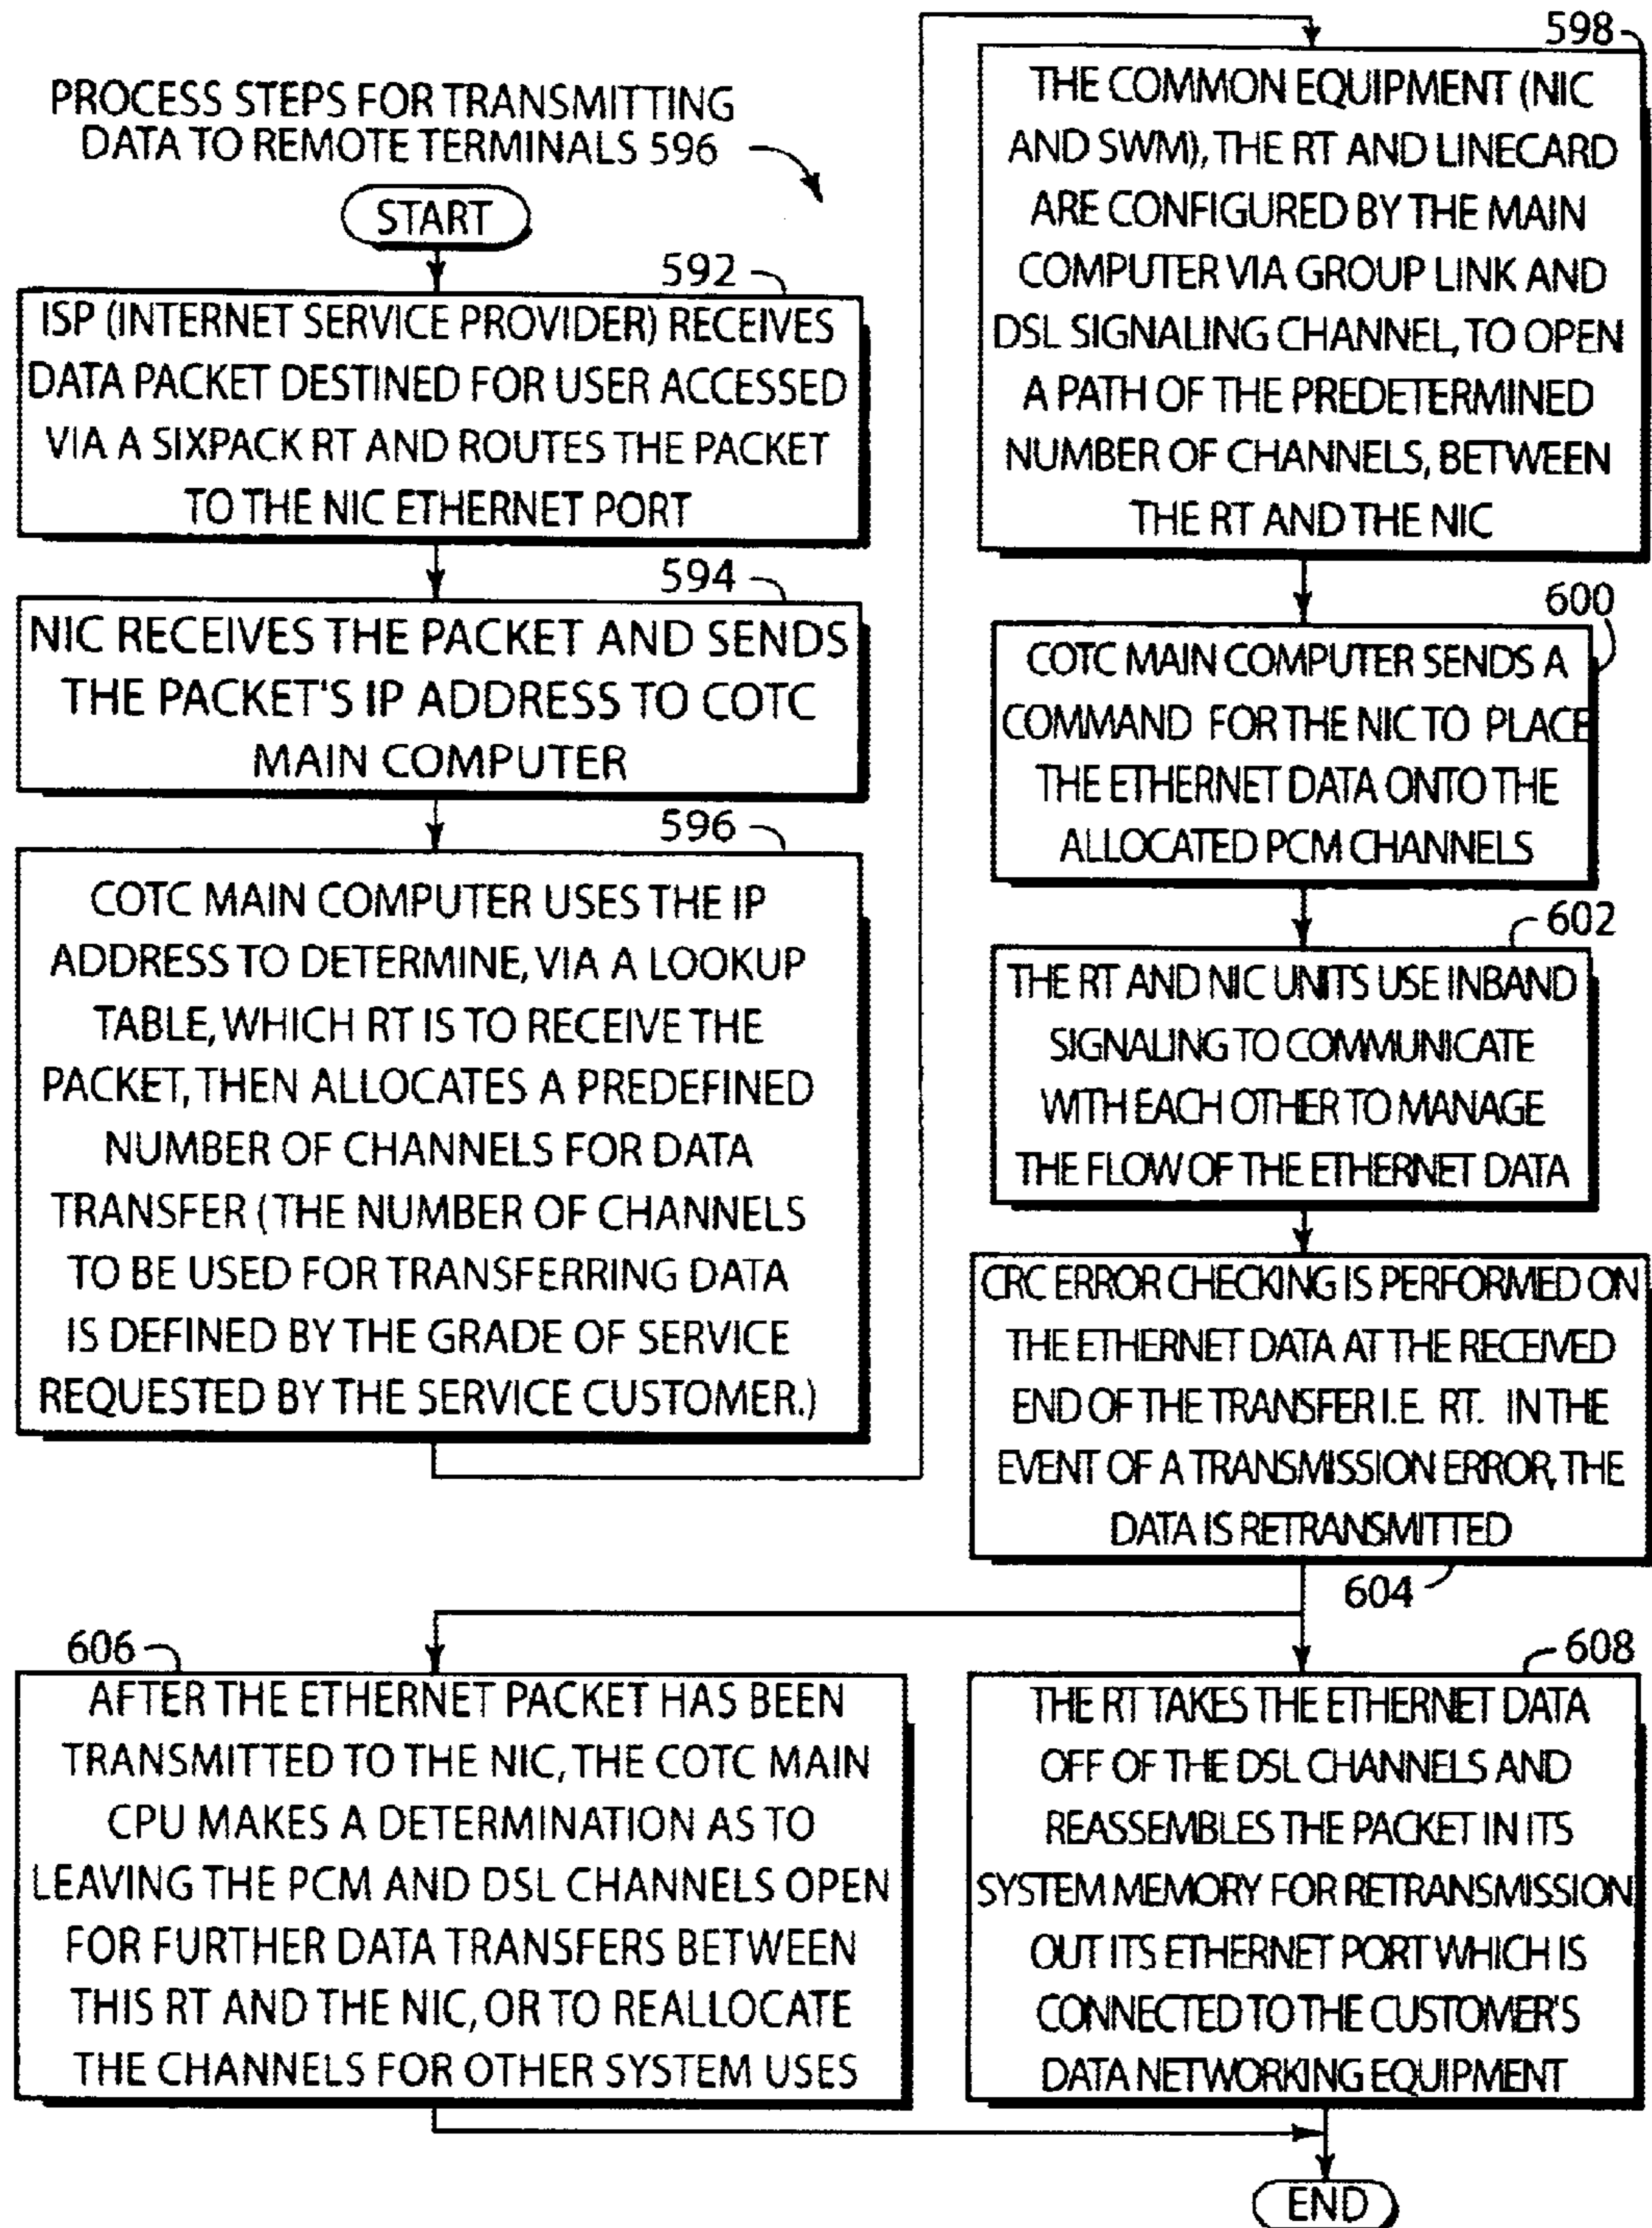 PROCESS STEPS FOR TRANSMITTING
DATA TO REMOTE TERMINALS 596
START
592
ISP (INTERNET SERVICE PROVIDER) RECEIVES
DATA PACKET DESTINED FOR USER ACCESSED
VIA A SIXPACK RT AND ROUTES THE PACKET
TO THE NIC ETHERNET PORT
594
NIC RECEIVES THE PACKET AND SENDS
THE PACKET'S IP ADDRESS TO COTC
MAIN COMPUTER
596
COTC MAIN COMPUTER USES THE IP
ADDRESS TO DETERMINE, VIA A LOOKUP
TABLE, WHICH RT IS TO RECEIVE THE
PACKET, THEN ALLOCATES A PREDEFINED
NUMBER OF CHANNELS FOR DATA
TRANSFER (THE NUMBER OF CHANNELS
TO BE USED FOR TRANSFERRING DATA
IS DEFINED BY THE GRADE OF SERVICE
REQUESTED BY THE SERVICE CUSTOMER.)
598
THE COMMON EQUIPMENT (NIC
AND SWM), THE RT AND LINECARD
ARE CONFIGURED BY THE MAIN
COMPUTER VIA GROUP LINK AND
DSL SIGNALING CHANNEL, TO OPEN
A PATH OF THE PREDETERMINED
NUMBER OF CHANNELS, BETWEEN
THE RT AND THE NIC
600
COTC MAIN COMPUTER SENDS A
COMMAND FOR THE NIC TO PLACE
THE ETHERNET DATA ONTO THE
ALLOCATED PCM CHANNELS
602
THE RT AND NIC UNITS USE INBAND
SIGNALING TO COMMUNICATE
WITH EACH OTHER TO MANAGE
THE FLOW OF THE ETHERNET DATA
CRC ERROR CHECKING IS PERFORMED ON
THE ETHERNET DATA AT THE RECEIVED
END OF THE TRANSFER I.E. RT. IN THE
EVENT OF A TRANSMISSION ERROR, THE
DATA IS RETRANSMITTED
604
606
AFTER THE ETHERNET PACKET HAS BEEN
TRANSMITTED TO THE NIC, THE COTC MAIN
CPU MAKES A DETERMINATION AS TO
LEAVING THE PCM AND DSL CHANNELS OPEN
FOR FURTHER DATA TRANSFERS BETWEEN
THIS RT AND THE NIC, OR TO REALLOCATE
THE CHANNELS FOR OTHER SYSTEM USES
608
THE RT TAKES THE ETHERNET DATA
OFF OF THE DSL CHANNELS AND
REASSEMBLES THE PACKET IN ITS
SYSTEM MEMORY FOR RETRANSMISSION
OUT ITS ETHERNET PORT WHICH IS
CONNECTED TO THE CUSTOMER'S
DATA NETWORKING EQUIPMENT
END